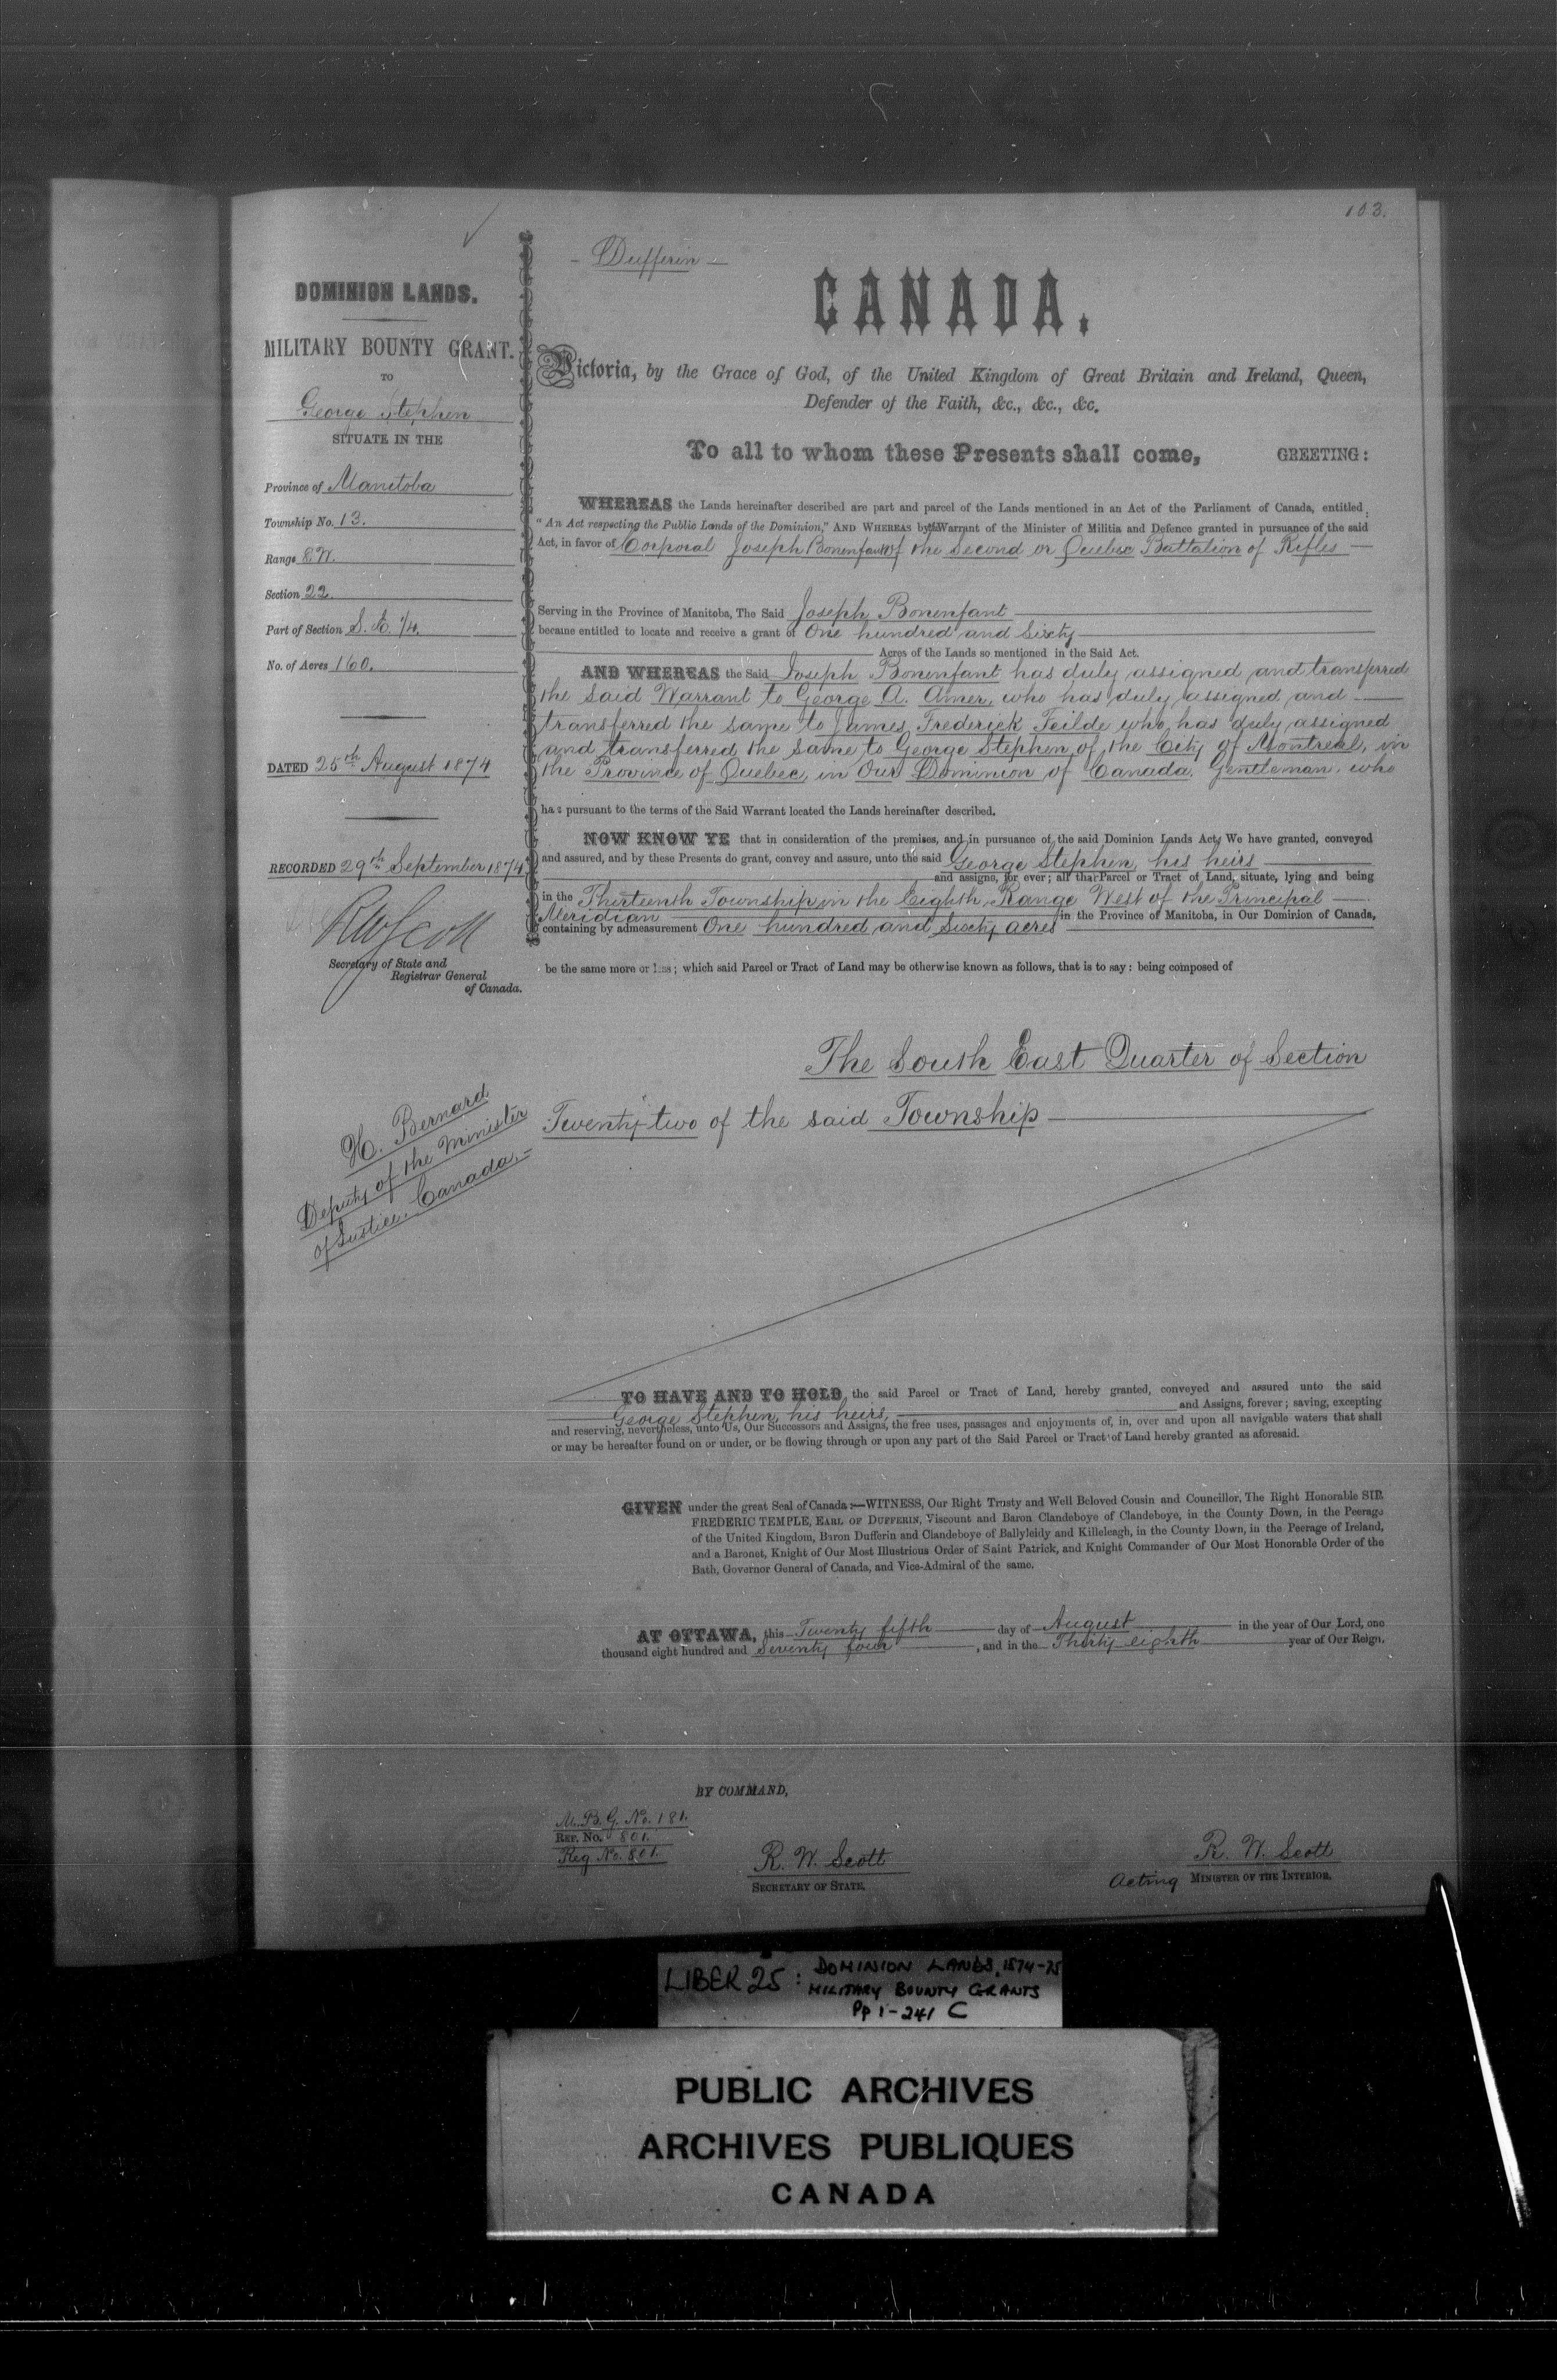 103.
- Dufferin -
DOMINION LANDS.
MILITARY BOUNTY GRANT.
TO
George Stephen
SITUATE IN THE
Province of Manitoba
Township No. 13.
Range 8 W.
Section 22.
Part of Section S. E. 1/4.
No. of Acres 160.
DATED 25th August 1874
RECORDED 29th September 1874
RW Scott
Secretary of State and
Registrar General
of Canada.
H. Bernard
Deputy of the Minister
of Justice. Canada.-
CANADA.
Victoria, by the Grace of God, of the United Kingdom of Great Britain and Ireland, Queen,
Defender of the Faith, &c., &c., &c.
To all to whom these Presents shall come, GREETING:
WHEREAS the Lands hereinafter described are part and parcel of the Lands mentioned in an Act of the Parliament of Canada, entitled,
"An Act respecting the Public Lands of the Dominion," AND WHEREAS by the Warrant of the Minister of Militia and Defence granted in pursuance of the said
Act, in favor of Corporal Joseph Bonenfant of the Second or Quebec Battalion of Rifles —
Serving in the Province of Manitoba, The Said Joseph Bonenfant
became entitled to locate and receive a grant of One hundred and Sixty
Acres of the Lands so mentioned in the Said Act.
AND WHEREAS the Said Joseph Bonenfant has duly assigned and transferred
the said Warrant to George A. Amer, who has duly assigned and
transferred the same to James Frederick Feilde who has duly assigned
and transferred the same to George Stephen of the City of Montreal, in
the Province of Quebec, in Our Dominion of Canada, Gentleman. who
has pursuant to the terms of the Said Warrant located the Lands hereinafter described.
NOW KNOW YE that in consideration of the premises, and in pursuance of the said Dominion Lands Act, We have granted, conveyed
and assured, and by these Presents do grant, convey and assure, unto the said George Stephen, his heirs
and assigns, for ever; all that Parcel or Tract of Land, situate, lying and being
in the Thirteenth Township in the Eighth Range West of the Principal
Meridian in the Province of Manitoba, in Our Dominion of Canada,
containing by admeasurement One hundred and Sixty acres
be the same more or less; which said Parcel or Tract of Land may be otherwise known as follows, that is to say: being composed of
The South East Quarter of Section
Twenty-two of the said Township
TO HAVE AND TO HOLD the said Parcel or Tract of Land, hereby granted, conveyed and assured unto the said
George Stephen, his heirs, and Assigns, forever; saving, excepting
and reserving, nevertheless, unto Us, Our Successors and Assigns, the free uses, passages and enjoyments of, in, over and upon all navigable waters that shall
or may be hereafter found on or under, or be flowing through or upon any part of the Said Parcel or Tract of Land hereby granted as aforesaid.
GIVEN under the great Seal of Canada:—WITNESS, Our Right Trusty and Well Beloved Cousin and Councillor, The Right Honorable SIR
FREDERIC TEMPLE, EARL OF DUFFERIN, Viscount and Baron Clandeboye of Clandeboye, in the County Down, in the Peerage
of the United Kingdom, Baron Dufferin and Clandeboye of Ballyleidy and Killeleagh, in the County Down, in the Peerage of Ireland,
and a Baronet, Knight of Our Most Illustrious Order of Saint Patrick, and Knight Commander of Our Most Honorable Order of the
Bath, Governor General of Canada, and Vice-Admiral of the same.
AT OTTAWA, this Twenty fifth day of August in the year of Our Lord, one
thousand eight hundred and Seventy four, and in the Thirty eighth year of Our Reign.
BY COMMAND,
M. B. G. No. 181.
REF. No. 801.
Reg. No. 801.
R. W. Scott
SECRETARY OF STATE.
R. W. Scott
Acting MINISTER OF THE INTERIOR.
LIBER 25: DOMINION LANDS, 1874-75
MILITARY BOUNTY GRANTS
Pp 1-241 C
PUBLIC ARCHIVES
ARCHIVES PUBLIQUES
CANADA